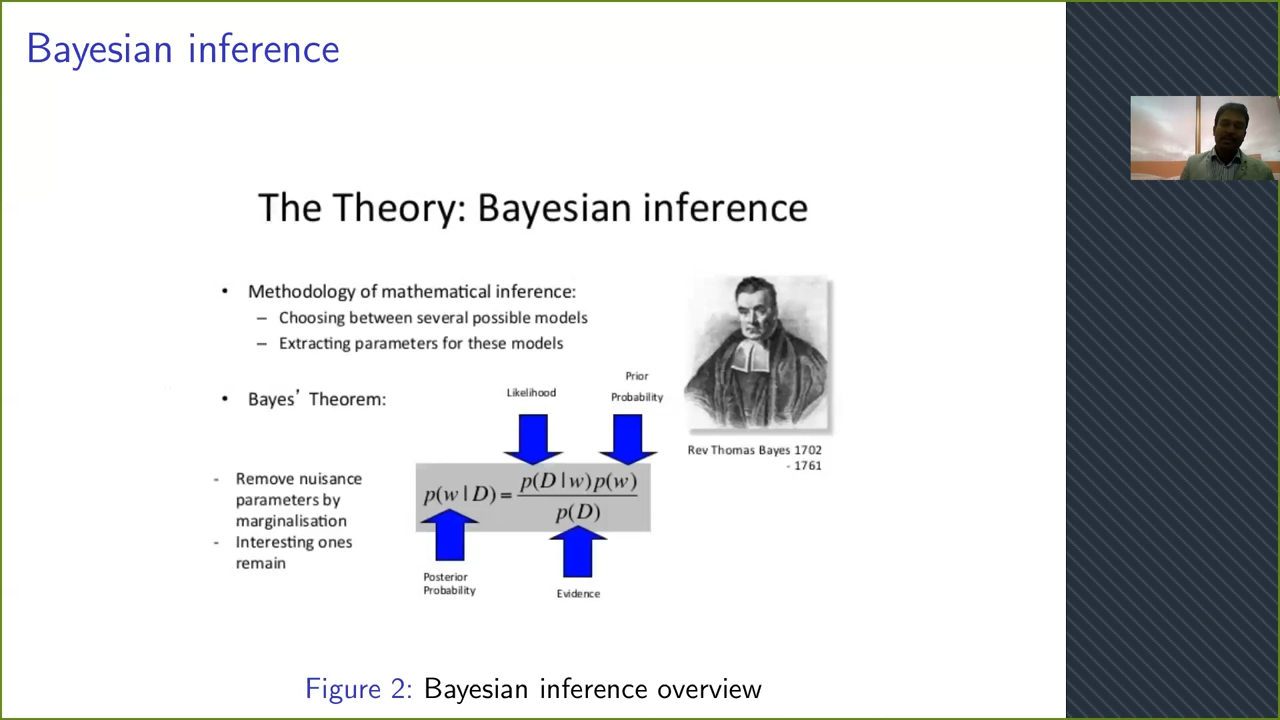 Bayesian inference
The Theory: Bayesian inference
• Methodology of mathematical inference:
– Choosing between several possible models
– Extracting parameters for these models
• Bayes’ Theorem:
Likelihood
Prior
Probability
Rev Thomas Bayes 1702
- 1761
- Remove nuisance
parameters by
marginalisation
- Interesting ones
remain
p(w|D) = p(D|w)p(w) / p(D)
Posterior
Probability
Evidence
Figure 2: Bayesian inference overview